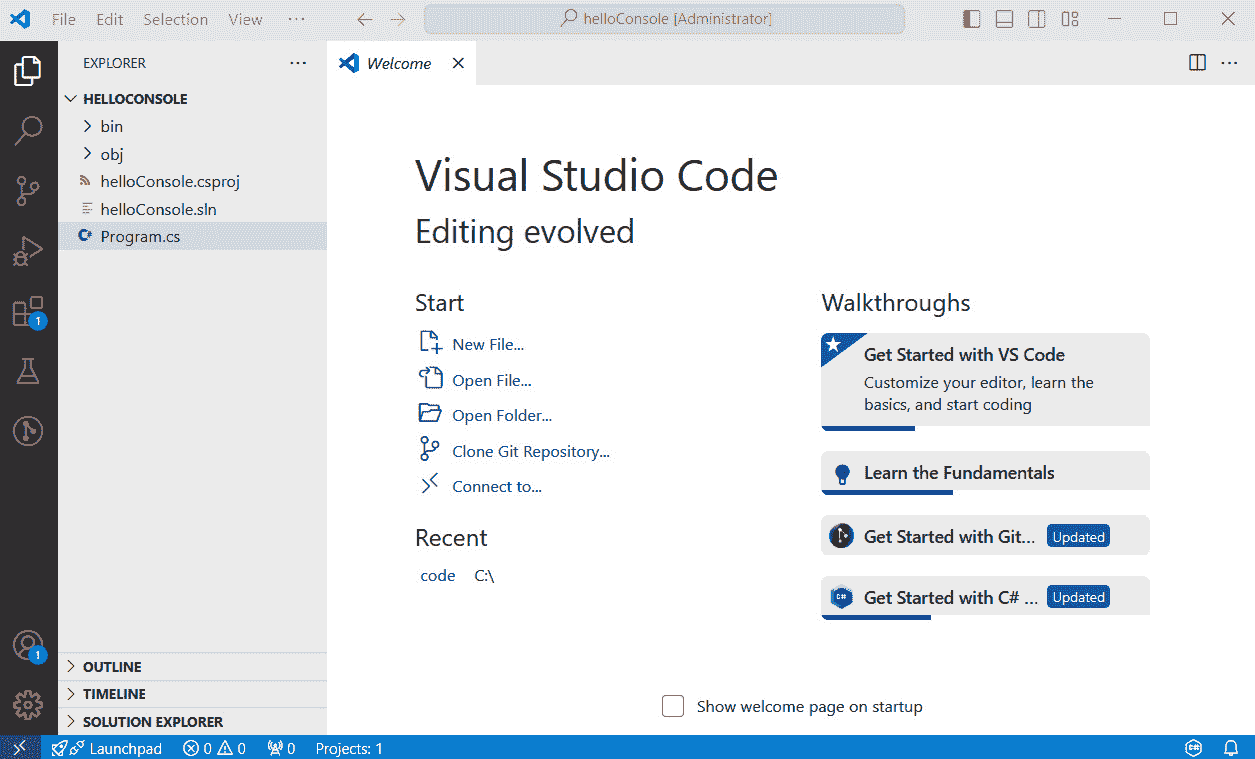 File Edit Selection View ···
helloConsole [Administrator]
EXPLORER ···
Welcome
HELLOCONSOLE
bin
obj
helloConsole.csproj
helloConsole.sln
C# Program.cs
Visual Studio Code
Editing evolved
Start
New File...
Open File...
Open Folder...
Clone Git Repository...
Connect to...
Recent
code C:\
Walkthroughs
Get Started with VS Code
Customize your editor, learn the
basics, and start coding
Learn the Fundamentals
Get Started with Git... Updated
C# Get Started with C# ... Updated
Show welcome page on startup
1
1
OUTLINE
TIMELINE
SOLUTION EXPLORER
Launchpad 0 0 0 Projects: 1 C#